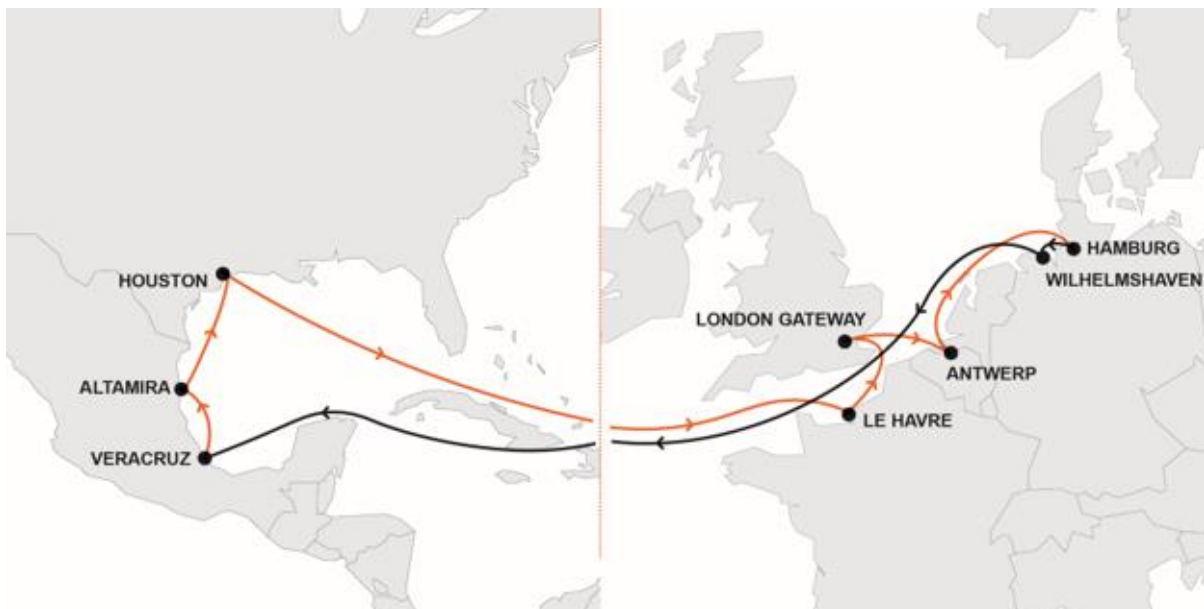 HOUSTON
ALTAMIRA
VERACRUZ
HAMBURG
WILHELMSHAVEN
LONDON GATEWAY
ANTWERP
LE HAVRE